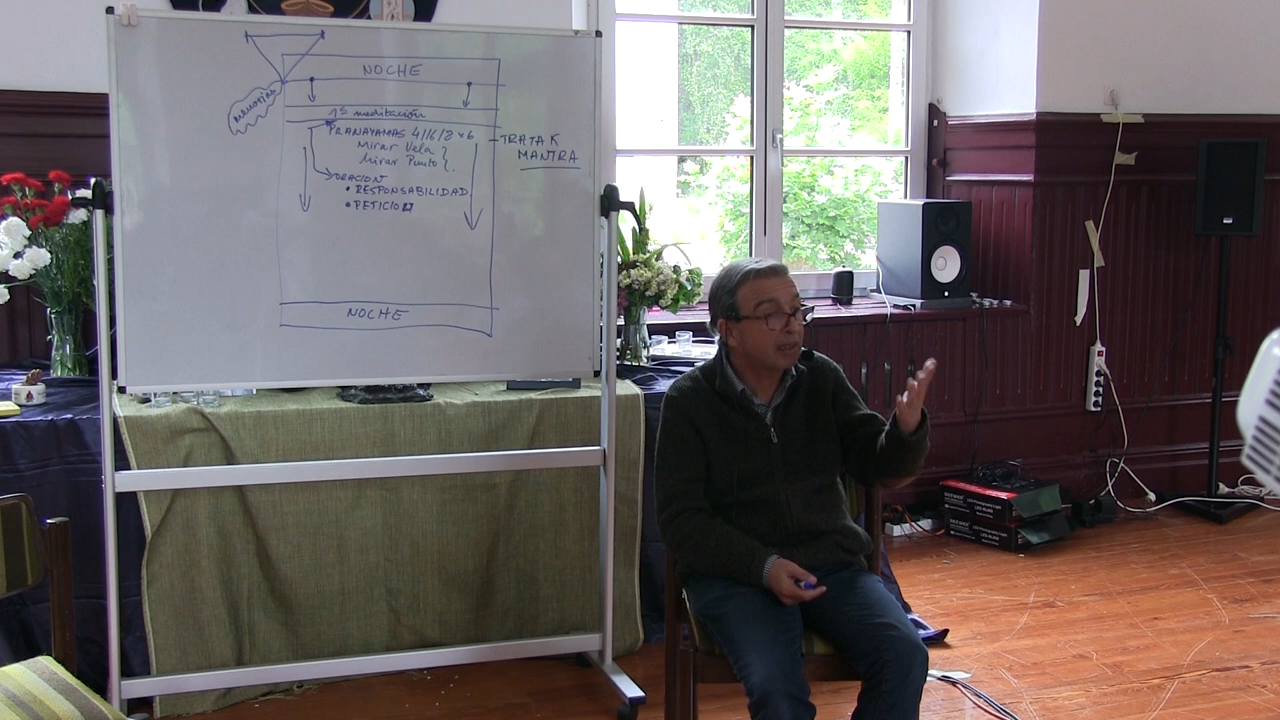 NOCHE
memorias
1ª meditación
PRANAYAMAS 4/16/8 x 6
Mirar Vela
Mirar Punto
TRATAK
MANTRA
ORACION
• RESPONSABILIDAD
• PETICION
NOCHE